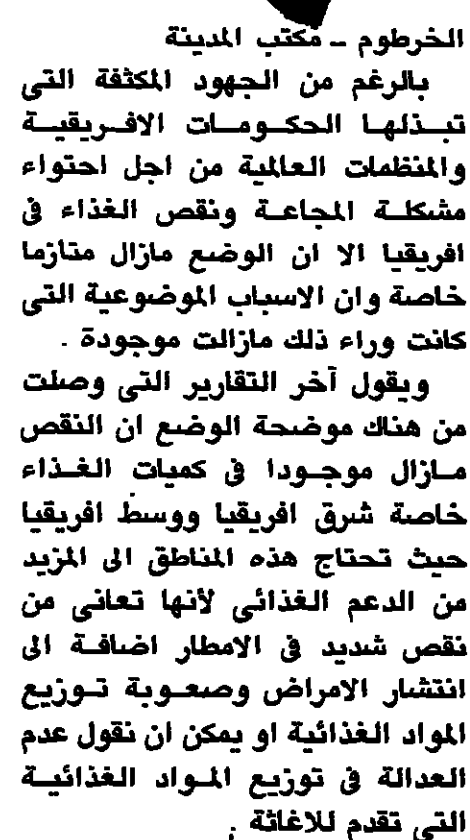 الخرطوم ـ مكتب المدينة
بالرغم من الجهود المكثفة التى
تبذلها الحكومات الافريقية
والمنظمات العالمية من اجل احتواء
مشكلة المجاعة ونقص الغذاء فى
افريقيا الا ان الوضع مازال متازما
خاصة وان الاسباب الموضوعية التى
كانت وراء ذلك مازالت موجودة .
ويقول آخر التقارير التى وصلت
من هناك موضحة الوضع ان النقص
مازال موجودا فى كميات الغذاء
خاصة شرق افريقيا ووسط افريقيا
حيث تحتاج هذه المناطق الى المزيد
من الدعم الغذائى لأنها تعانى من
نقص شديد فى الامطار اضافة الى
انتشار الامراض وصعوبة توزيع
المواد الغذائية او يمكن ان نقول عدم
العدالة فى توزيع المواد الغذائية
التى تقدم للاغاثة .